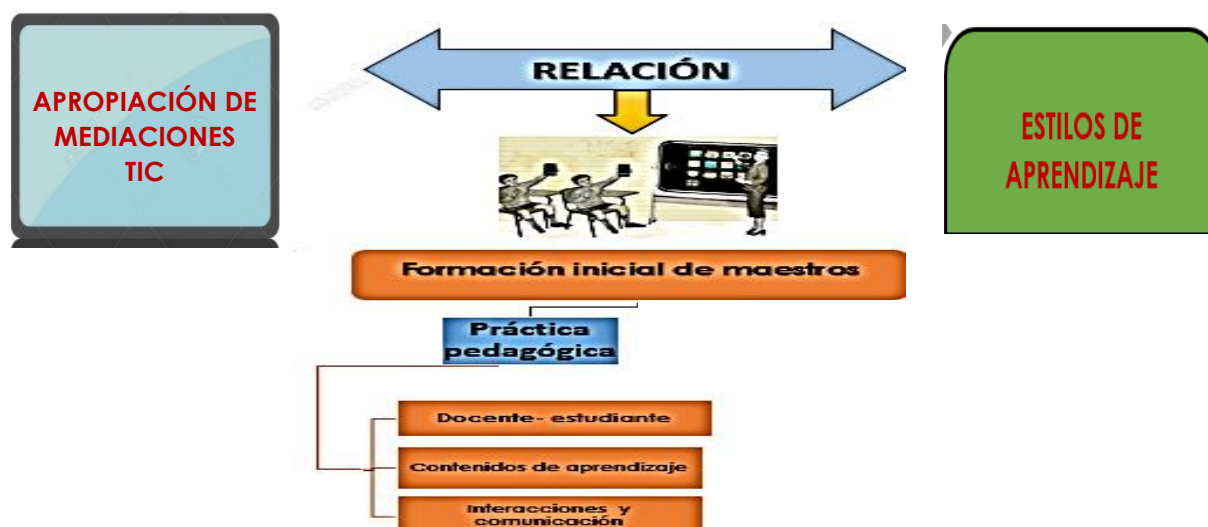 APROPIACIÓN DE
MEDIACIONES
TIC
RELACIÓN
ESTILOS DE
APRENDIZAJE
Formación inicial de maestros
Práctica
pedagógica
Docente- estudiante
Contenidos de aprendizaje
Interacciones y
comunicación